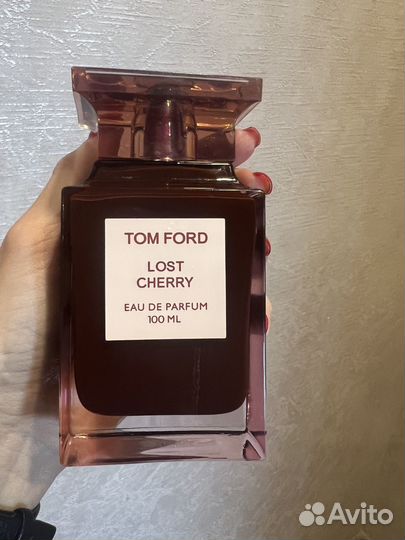 TOM FORD
LOST
CHERRY
EAU DE PARFUM
100 ML
Avito